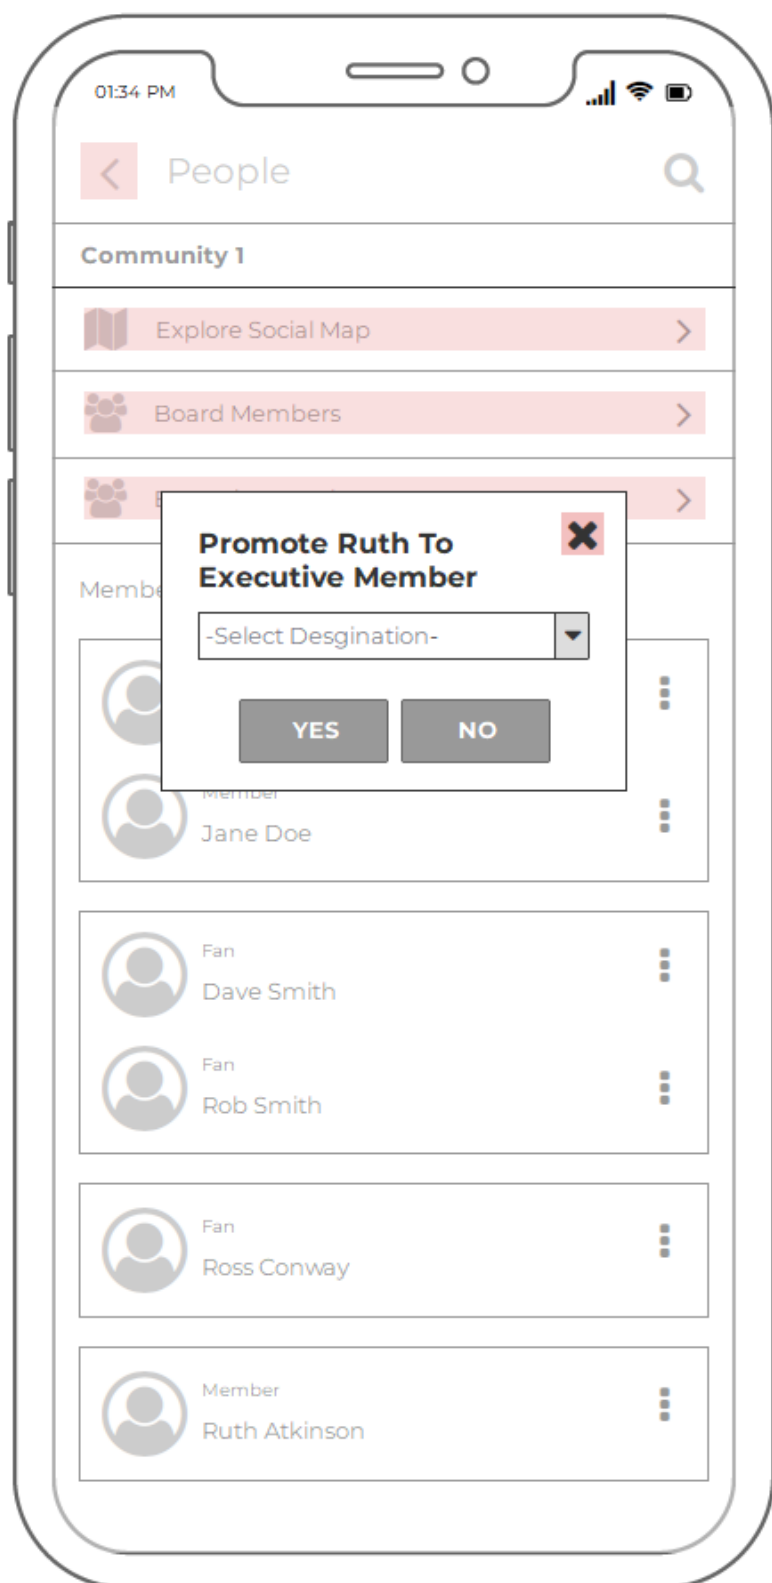 01:34 PM
People
Community 1
Explore Social Map
Board Members
Promote Ruth To
Executive Member
-Select Desgination-
YES
NO
Member
Jane Doe
Fan
Dave Smith
Fan
Rob Smith
Fan
Ross Conway
Member
Ruth Atkinson